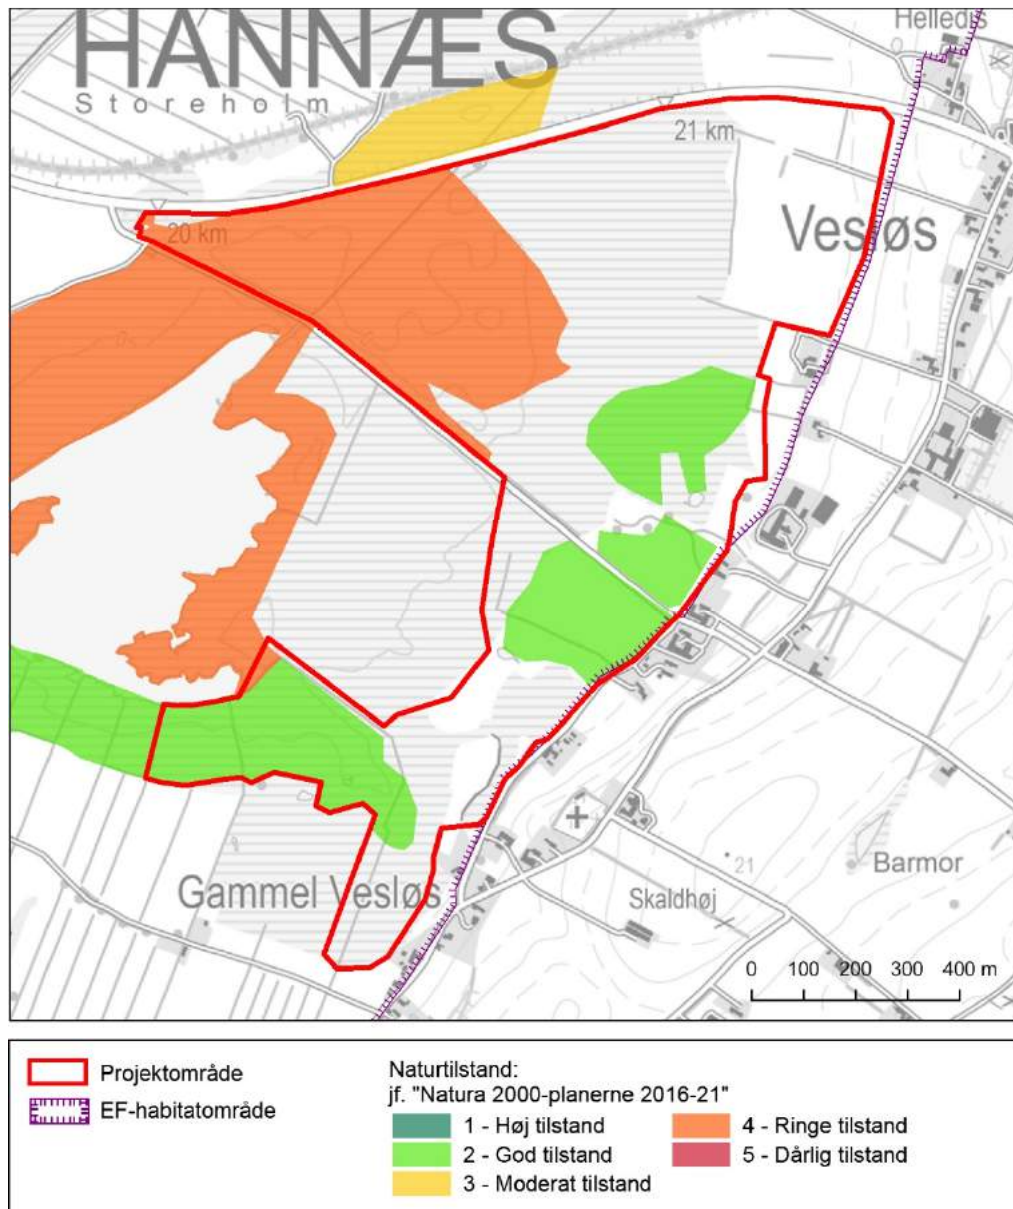 Helledis
HANNÆS
Storeholm
21 km
20 km
Vesløs
21
Barmor
Gammel Vesløs
Skaldhøj
0 100 200 300 400 m
Projektområde
EF-habitatområde
Naturtilstand:
jf. "Natura 2000-planerne 2016-21"
1 - Høj tilstand
2 - God tilstand
3 - Moderat tilstand
4 - Ringe tilstand
5 - Dårlig tilstand